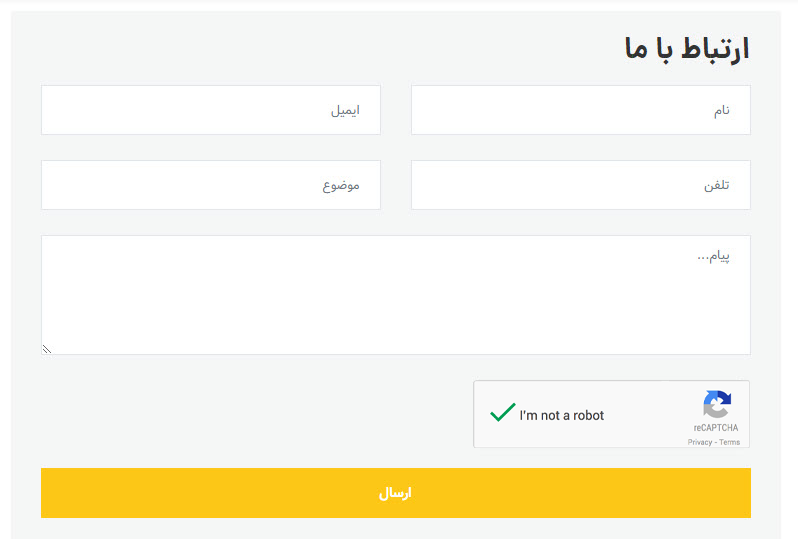 ارتباط با ما
نام
ایمیل
تلفن
موضوع
پیام...
I'm not a robot
reCAPTCHA
Privacy - Terms
ارسال